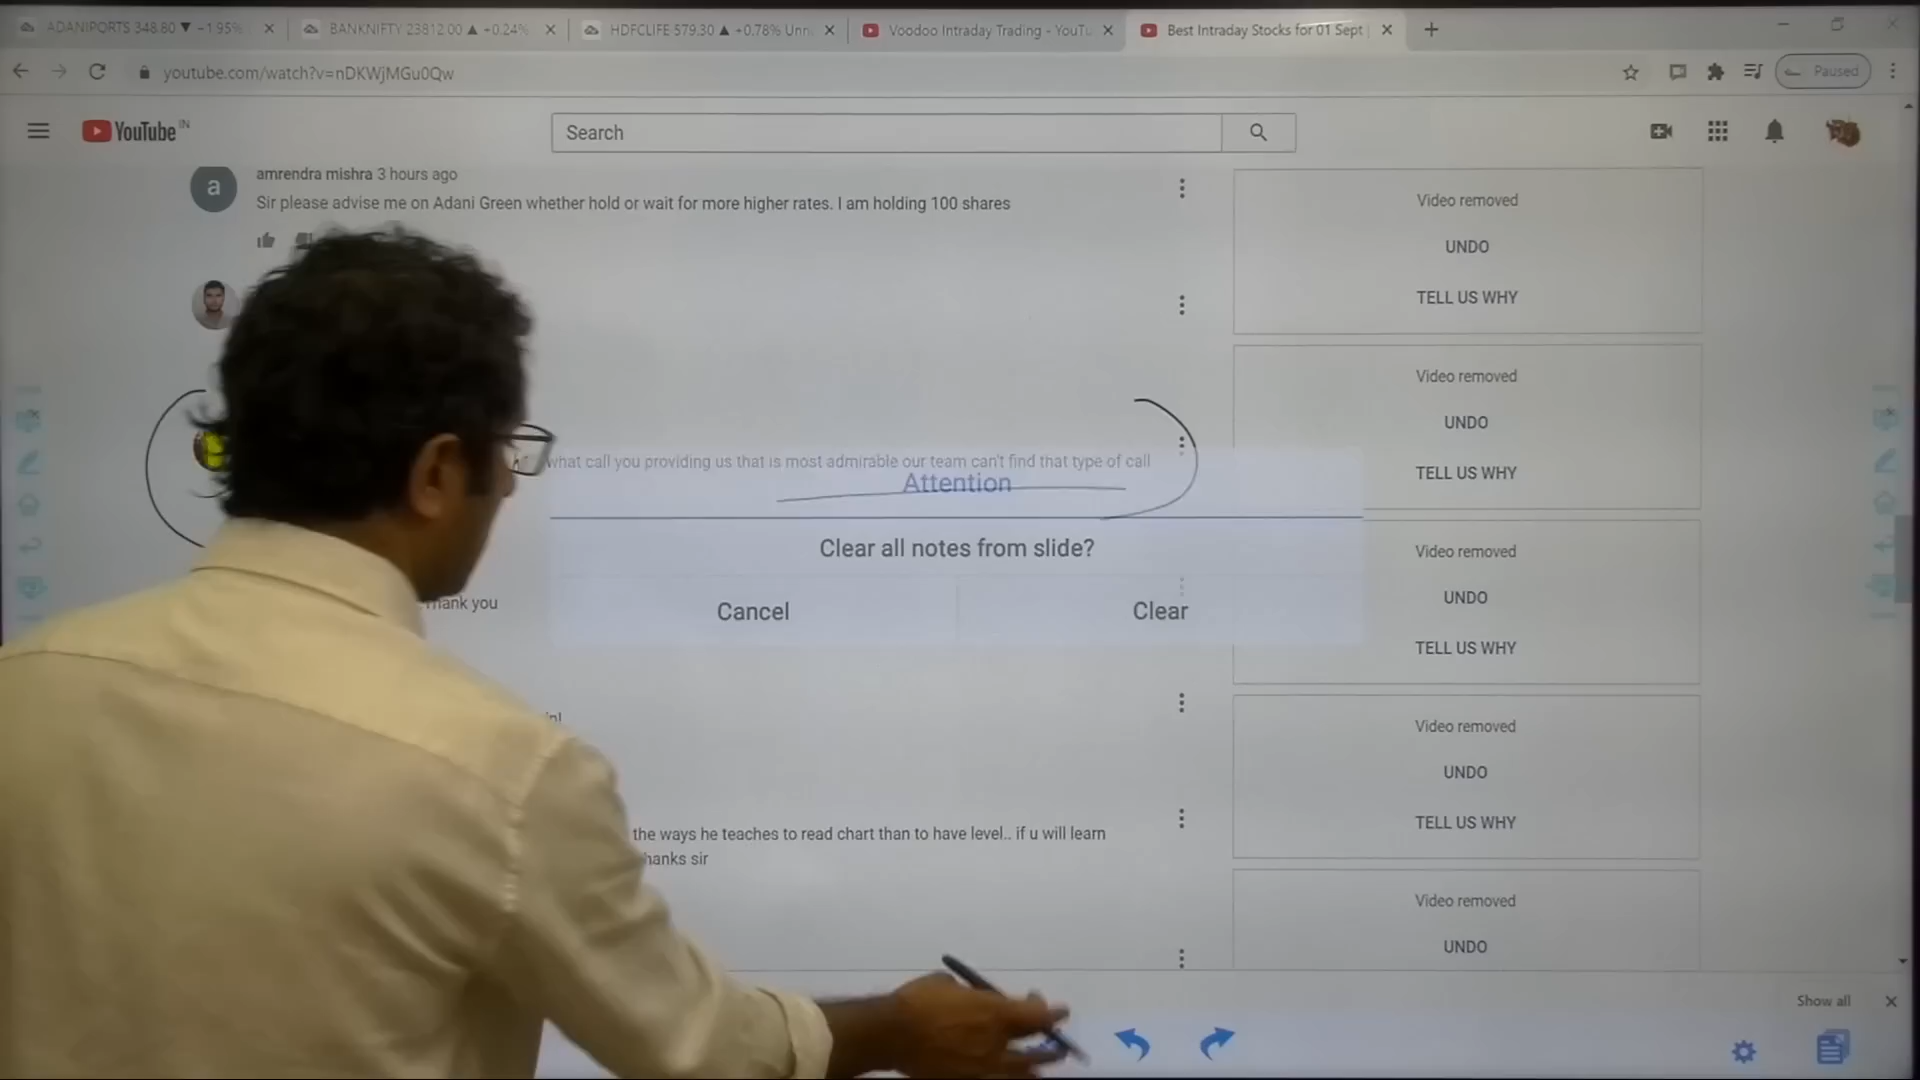 ADANIPORTS 348.80 ▼ −1.95%
BANKNIFTY 23812.00 ▲ +0.24%
HDFCLIFE 579.30 ▲ +0.78% Unn
Voodoo Intraday Trading - YouTu
Best Intraday Stocks for 01 Sept
youtube.com/watch?v=nDKWjMGu0Qw
Paused
YouTube IN
Search
amrendra mishra 3 hours ago
Sir please advise me on Adani Green whether hold or wait for more higher rates. I am holding 100 shares
what call you providing us that is most admirable our team can't find that type of call
Attention
Clear all notes from slide?
Cancel
Clear
Thank you
the ways he teaches to read chart than to have level.. if u will learn
thanks sir
Video removed
UNDO
TELL US WHY
Video removed
UNDO
TELL US WHY
Video removed
UNDO
TELL US WHY
Video removed
UNDO
TELL US WHY
Video removed
UNDO
Show all